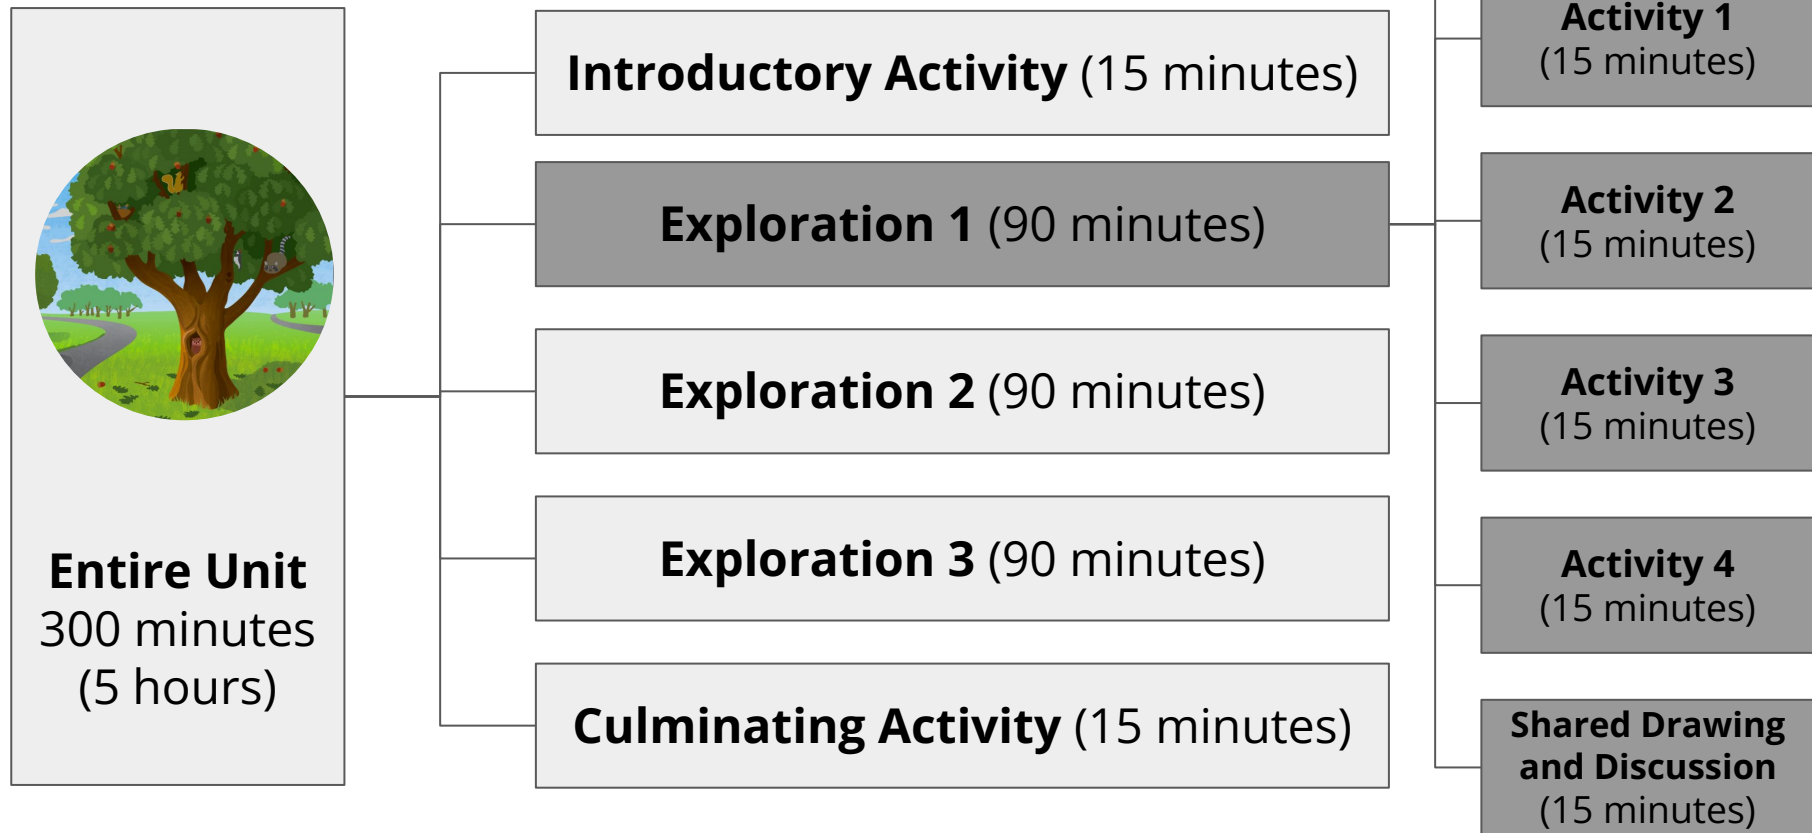 Entire Unit
300 minutes
(5 hours)
Introductory Activity (15 minutes)
Exploration 1 (90 minutes)
Exploration 2 (90 minutes)
Exploration 3 (90 minutes)
Culminating Activity (15 minutes)
Activity 1
(15 minutes)
Activity 2
(15 minutes)
Activity 3
(15 minutes)
Activity 4
(15 minutes)
Shared Drawing
and Discussion
(15 minutes)